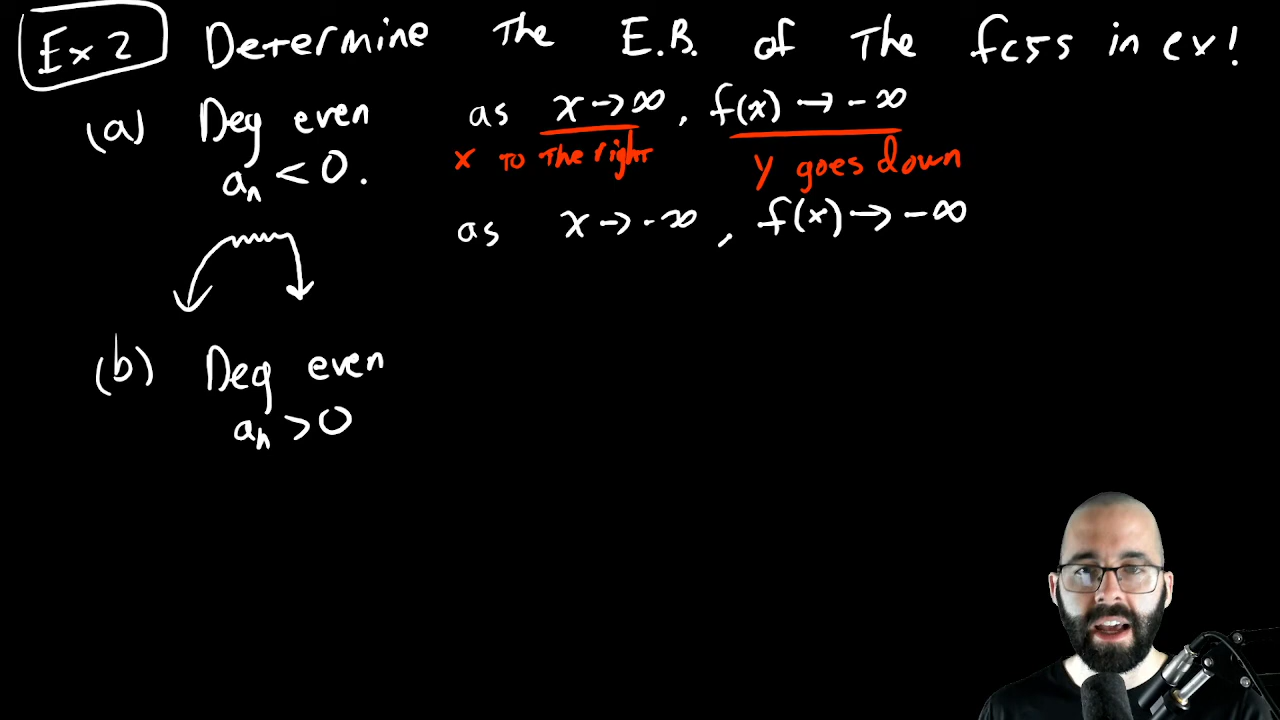 Ex 2 Determine the E.B. of the fcts in ex!
(a) Deg even as x → ∞, f(x) → -∞
aₙ < 0. x to the right y goes down
as x → -∞, f(x) → -∞
(b) Deg even
aₙ > 0